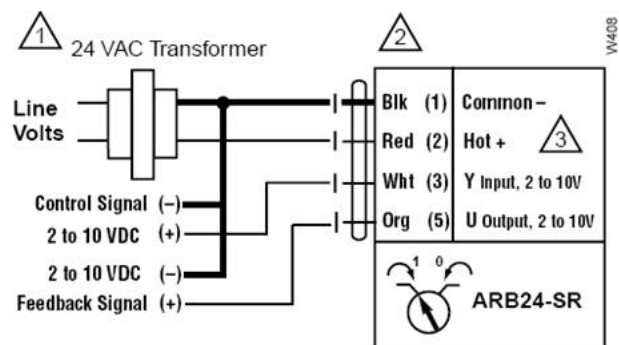 1 24 VAC Transformer
2
W408
Line
Volts
Blk (1) Common –
Red (2) Hot + 3
Wht (3) Y Input, 2 to 10V
Org (5) U Output, 2 to 10V
Control Signal (–)
2 to 10 VDC (+)
2 to 10 VDC (–)
Feedback Signal (+)
1 0
ARB24-SR